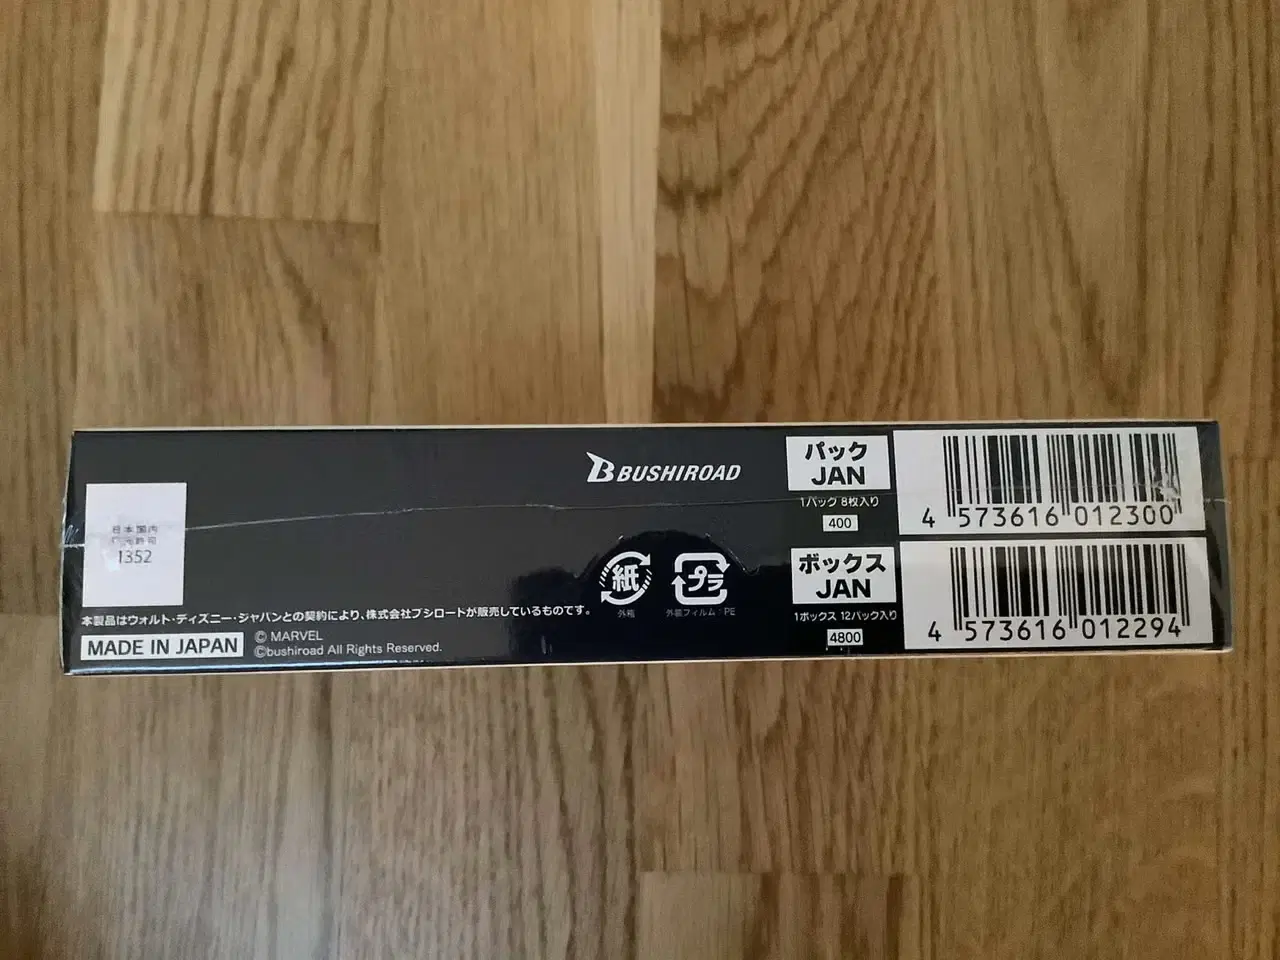 日本国内
1352
本製品はウォルト・ディズニー・ジャパンとの契約により、株式会社ブシロードが販売しているものです。
MADE IN JAPAN
© MARVEL
©bushiroad All Rights Reserved.
BUSHIROAD
紙
外箱
プラ
外装フィルム：PE
パック
JAN
1パック 8枚入り
400
4 573616 012300
ボックス
JAN
1ボックス 12パック入り
4800
4 573616 012294